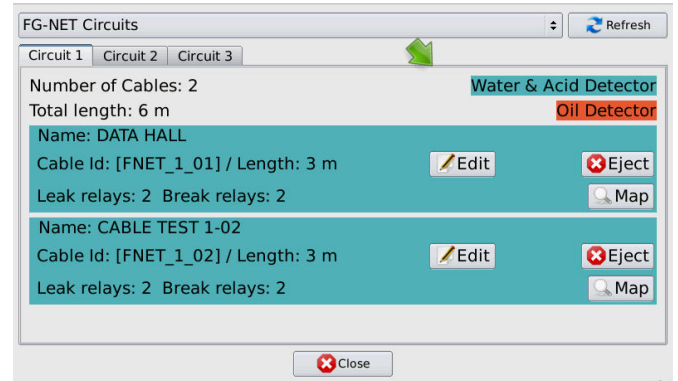 FG-NET Circuits
Refresh
Circuit 1 Circuit 2 Circuit 3
Number of Cables: 2 Water & Acid Detector
Total length: 6 m Oil Detector
Name: DATA HALL
Cable Id: [FNET_1_01] / Length: 3 m Edit Eject
Leak relays: 2 Break relays: 2 Map
Name: CABLE TEST 1-02
Cable Id: [FNET_1_02] / Length: 3 m Edit Eject
Leak relays: 2 Break relays: 2 Map
Close